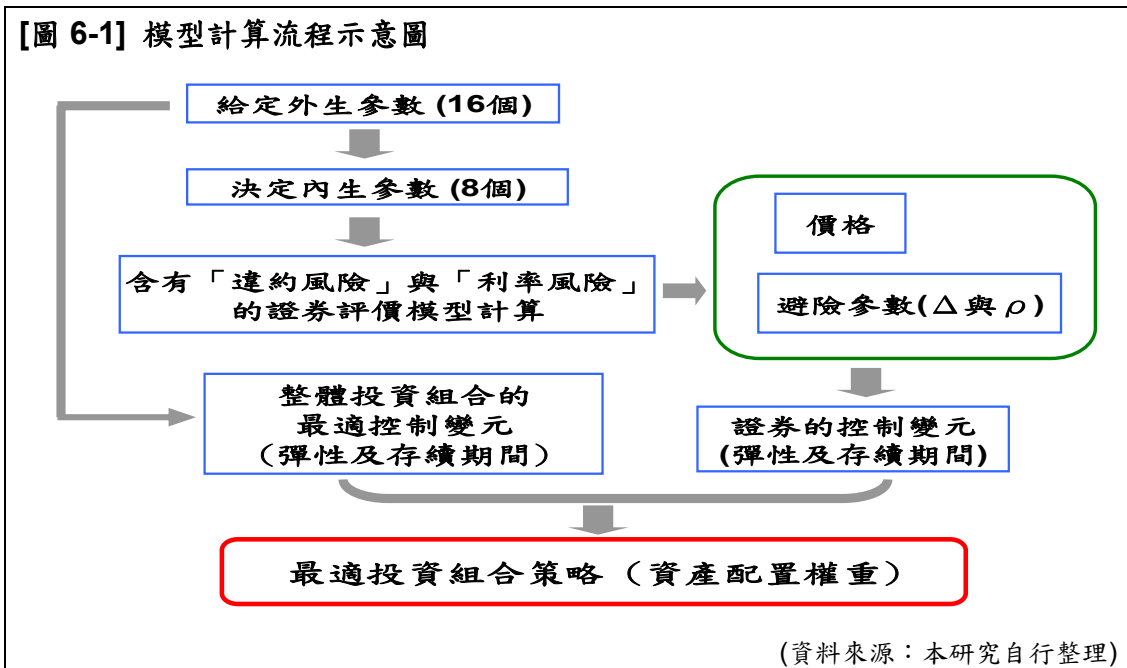 [圖 6-1] 模型計算流程示意圖
給定外生參數 (16個)
決定內生參數 (8個)
含有「違約風險」與「利率風險」
的證券評價模型計算
價格
避險參數(△與ρ)
整體投資組合的
最適控制變元
（彈性及存續期間）
證券的控制變元
(彈性及存續期間)
最適投資組合策略（資產配置權重）
(資料來源：本研究自行整理)